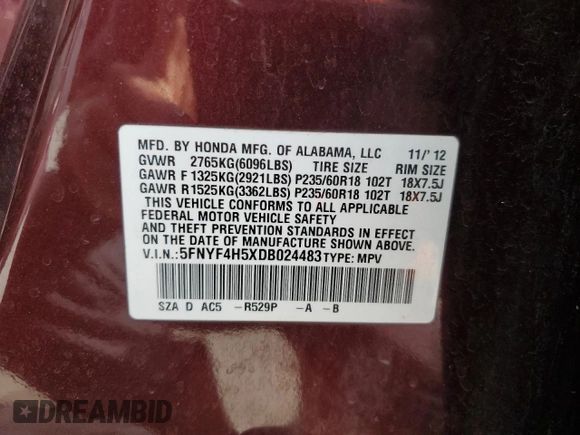 MFD. BY HONDA MFG. OF ALABAMA, LLC 11/'12
GVWR 2765KG(6096LBS) TIRE SIZE RIM SIZE
GAWR F 1325KG(2921LBS) P235/60R18 102T 18X7.5J
GAWR R1525KG(3362LBS) P235/60R18 102T 18X7.5J
THIS VEHICLE CONFORMS TO ALL APPLICABLE
FEDERAL MOTOR VEHICLE SAFETY
AND THEFT PREVENTION STANDARDS IN EFFECT
ON THE DATE OF MANUFACTURE SHOWN ABOVE.
V.I.N.:5FNYF4H5XDB024483 TYPE: MPV
SZA D AC5 -R529P -A -B
DREAMBID